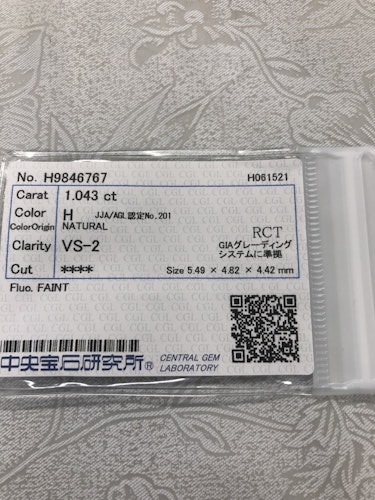 No. H9846767 H061521
Carat 1.043 ct
Color H JJA/AGL認定No.201
ColorOrigin NATURAL
RCT
Clarity VS-2 GIAグレーディング
システムに準拠
Cut **** Size 5.49 × 4.82 × 4.42 mm
Fluo. FAINT
中央宝石研究所® CENTRAL GEM
LABORATORY